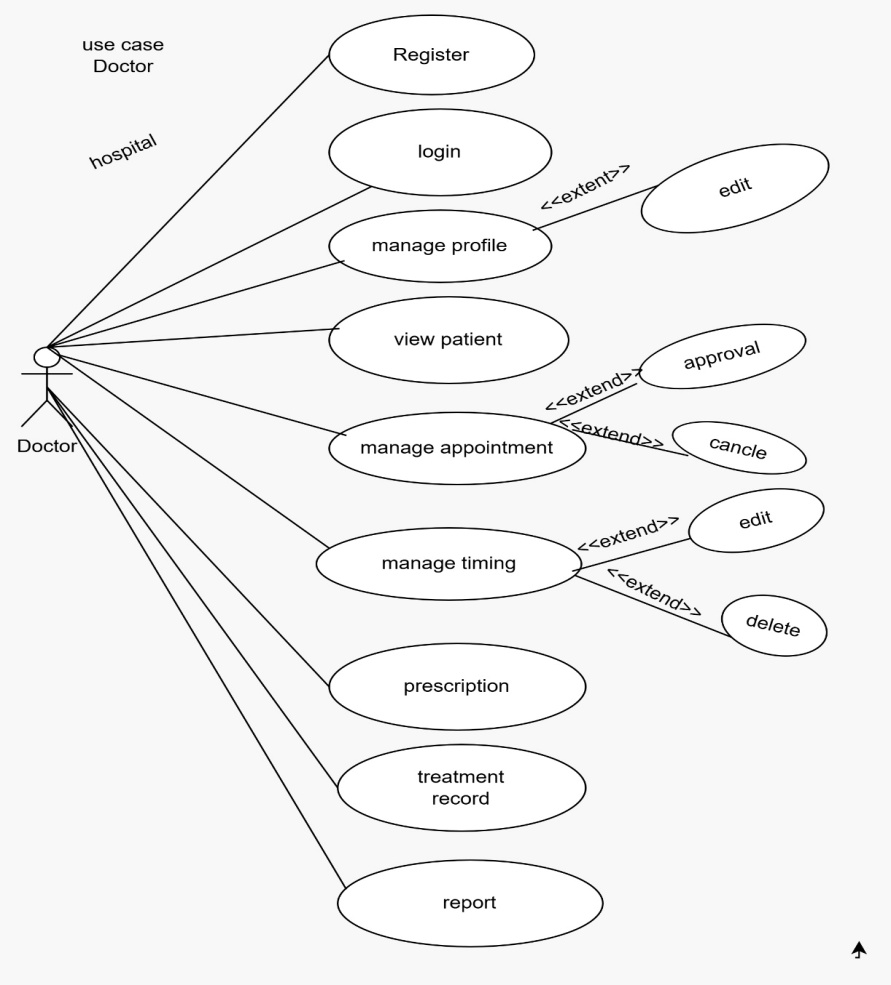 use case
Doctor
Register
hospital
login
<<extent>>
edit
manage profile
view patient
approval
<<extend>>
<<extend>>
cancle
Doctor
manage appointment
edit
<<extend>>
manage timing
<<extend>>
delete
prescription
treatment
record
report